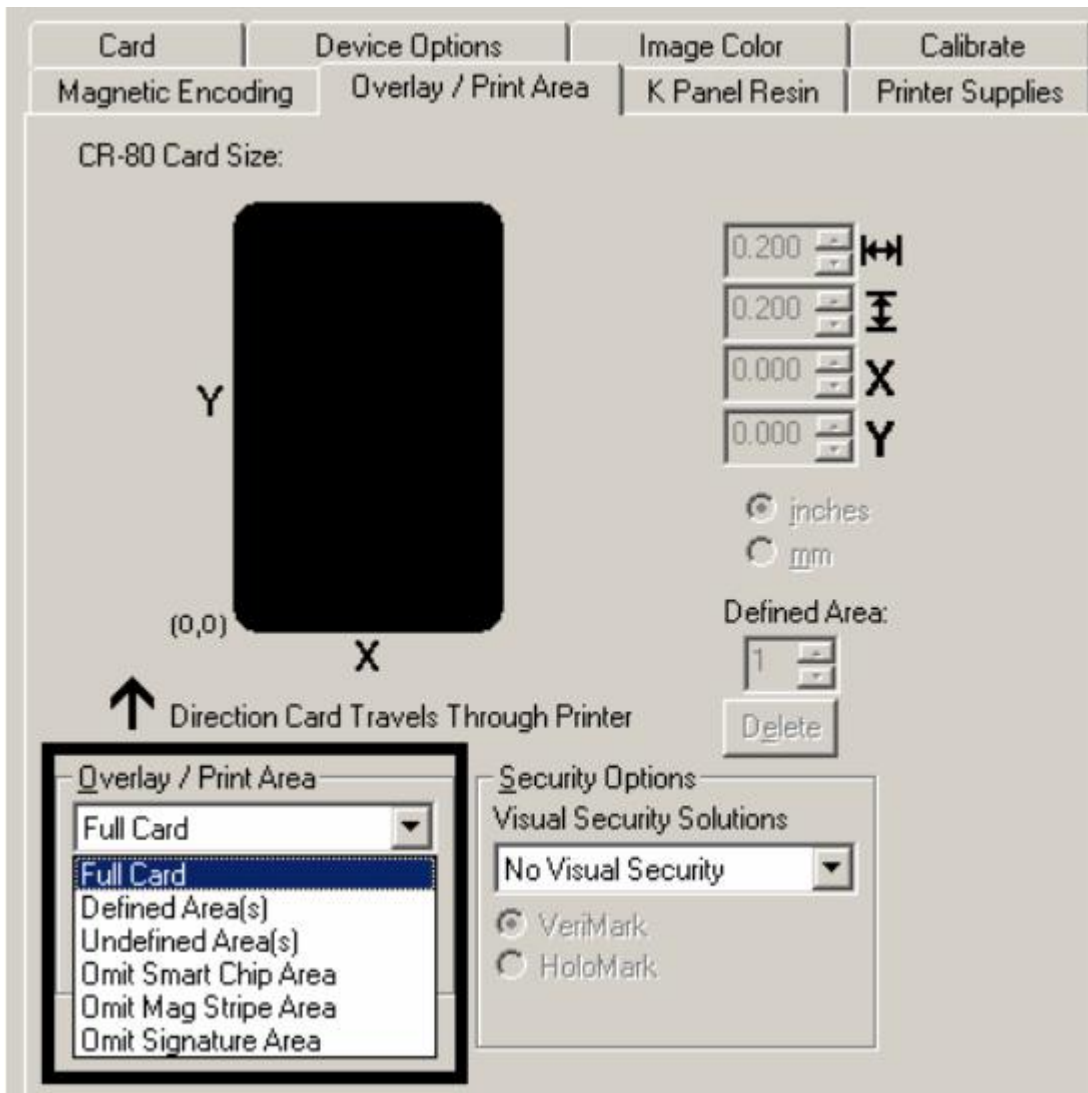 Card Device Options Image Color Calibrate
Magnetic Encoding Overlay / Print Area K Panel Resin Printer Supplies
CR-80 Card Size:
0.200
0.200
0.000 X
Y
0.000 Y
inches
mm
(0,0)
X
Defined Area:
1
Direction Card Travels Through Printer
Delete
Overlay / Print Area
Full Card
Full Card
Defined Area(s)
Undefined Area(s)
Omit Smart Chip Area
Omit Mag Stripe Area
Omit Signature Area
Security Options
Visual Security Solutions
No Visual Security
VeriMark
HoloMark